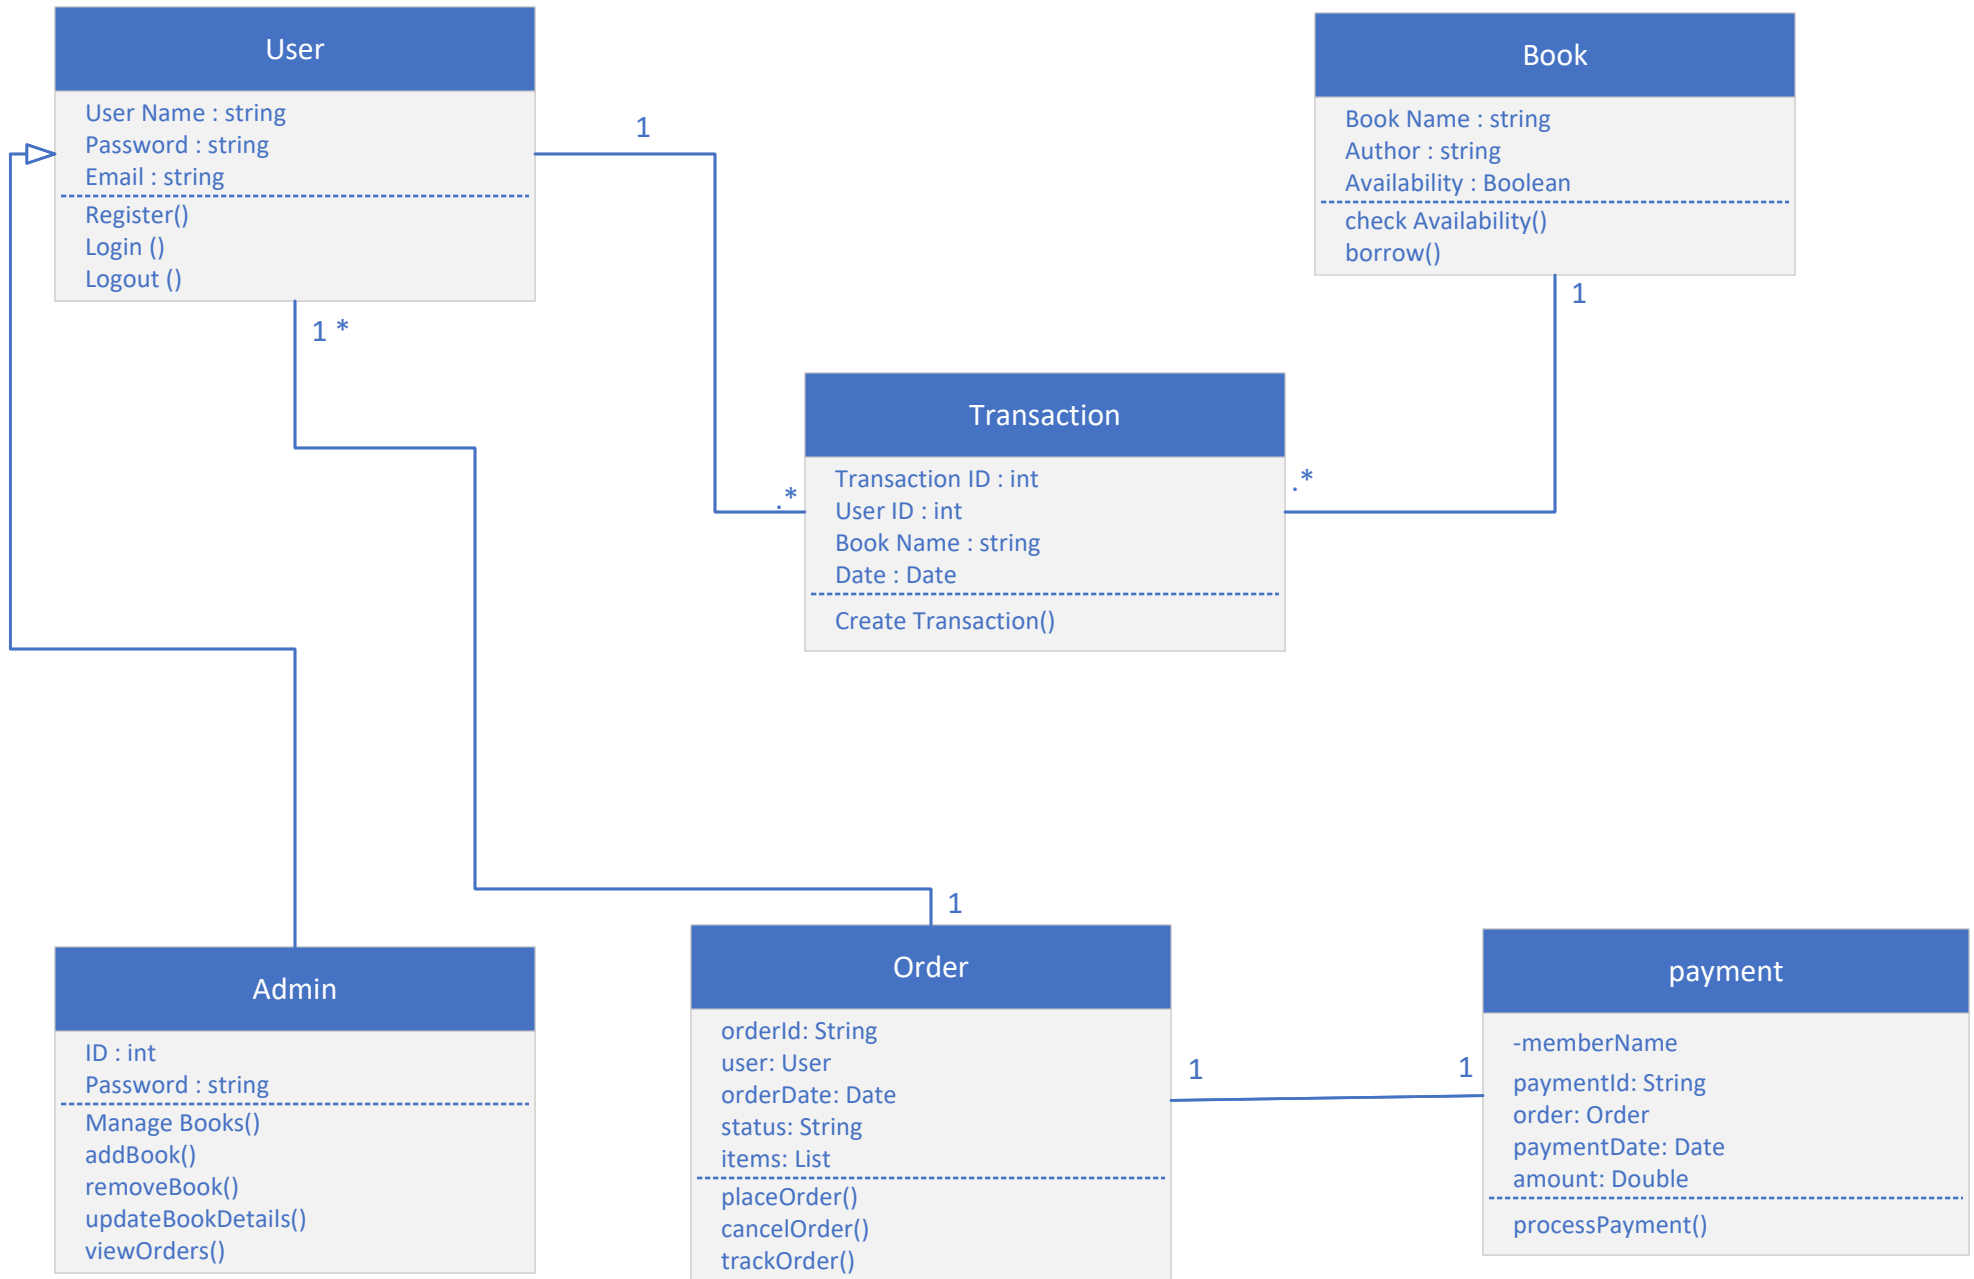 User
User Name : string
Password : string
Email : string
Register()
Login ()
Logout ()
1
1 *
Book
Book Name : string
Author : string
Availability : Boolean
check Availability()
borrow()
1
Transaction
Transaction ID : int
User ID : int
Book Name : string
Date : Date
Create Transaction()
.*
.*
Admin
ID : int
Password : string
Manage Books()
addBook()
removeBook()
updateBookDetails()
viewOrders()
1
Order
orderId: String
user: User
orderDate: Date
status: String
items: List
placeOrder()
cancelOrder()
trackOrder()
1
1
payment
-memberName
paymentId: String
order: Order
paymentDate: Date
amount: Double
processPayment()